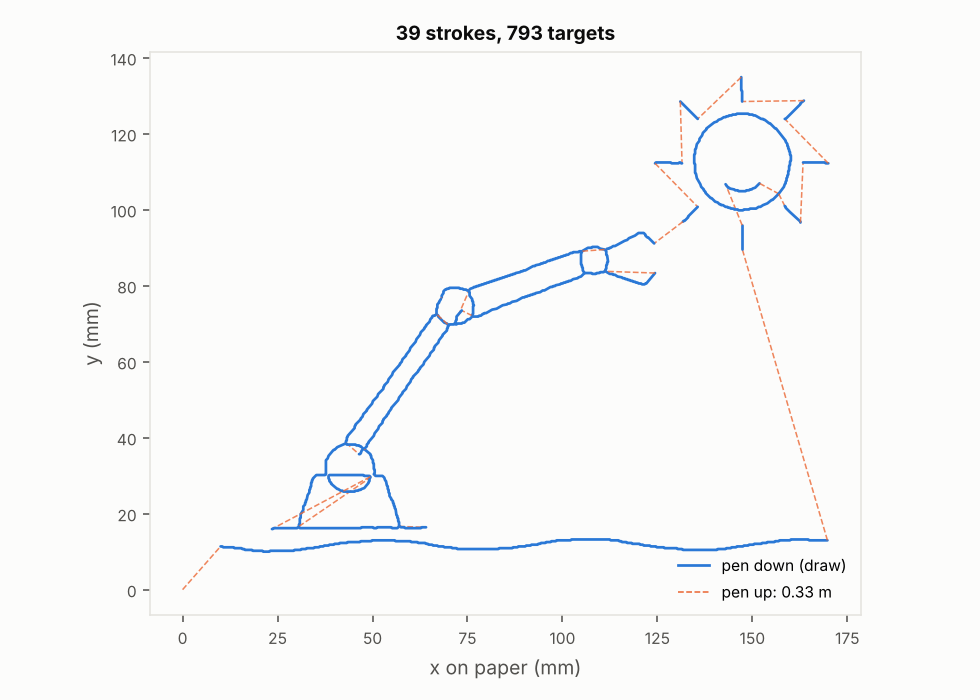 39 strokes, 793 targets
140
120
100
80
60
40
20
0
y (mm)
pen down (draw)
pen up: 0.33 m
0 25 50 75 100 125 150 175
x on paper (mm)